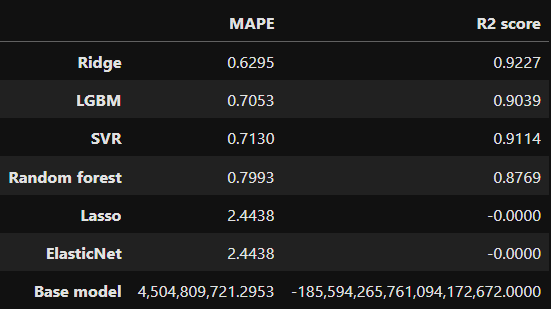 MAPE R2 score
Ridge 0.6295 0.9227
LGBM 0.7053 0.9039
SVR 0.7130 0.9114
Random forest 0.7993 0.8769
Lasso 2.4438 -0.0000
ElasticNet 2.4438 -0.0000
Base model 4,504,809,721.2953 -185,594,265,761,094,172,672.0000